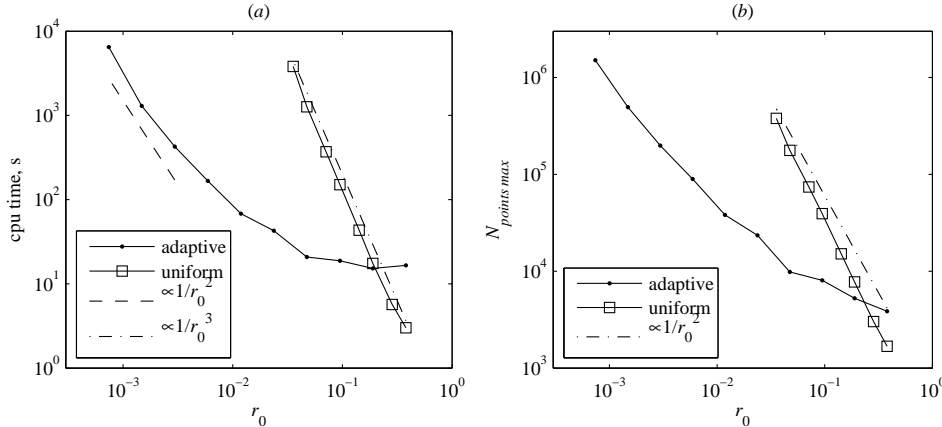 (a)
10^4
10^3
10^2
10^1
10^0
cpu time, s
adaptive
uniform
∝1/r_0^2
∝1/r_0^3
10^-3
10^-2
10^-1
10^0
r_0
(b)
10^6
10^5
10^4
10^3
N_points max
adaptive
uniform
∝1/r_0^2
10^-3
10^-2
10^-1
10^0
r_0